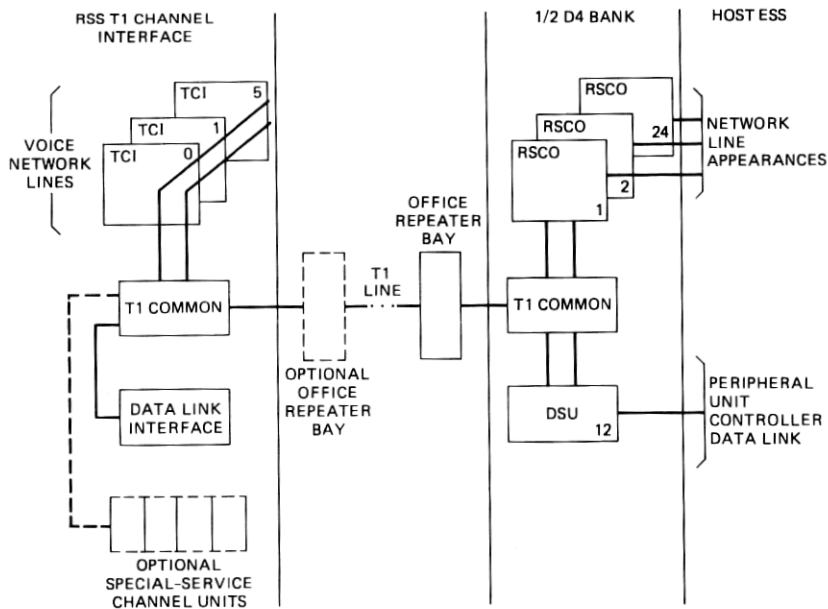 RSS T1 CHANNEL
INTERFACE
1/2 D4 BANK
HOST ESS
TCI 5
TCI 1
TCI 0
VOICE
NETWORK
LINES
RSCO
24
RSCO
2
RSCO
1
NETWORK
LINE
APPEARANCES
OFFICE
REPEATER
BAY
T1
LINE
T1 COMMON
T1 COMMON
OPTIONAL
OFFICE
REPEATER
BAY
DATA LINK
INTERFACE
DSU
12
PERIPHERAL
UNIT
CONTROLLER
DATA LINK
OPTIONAL
SPECIAL-SERVICE
CHANNEL UNITS